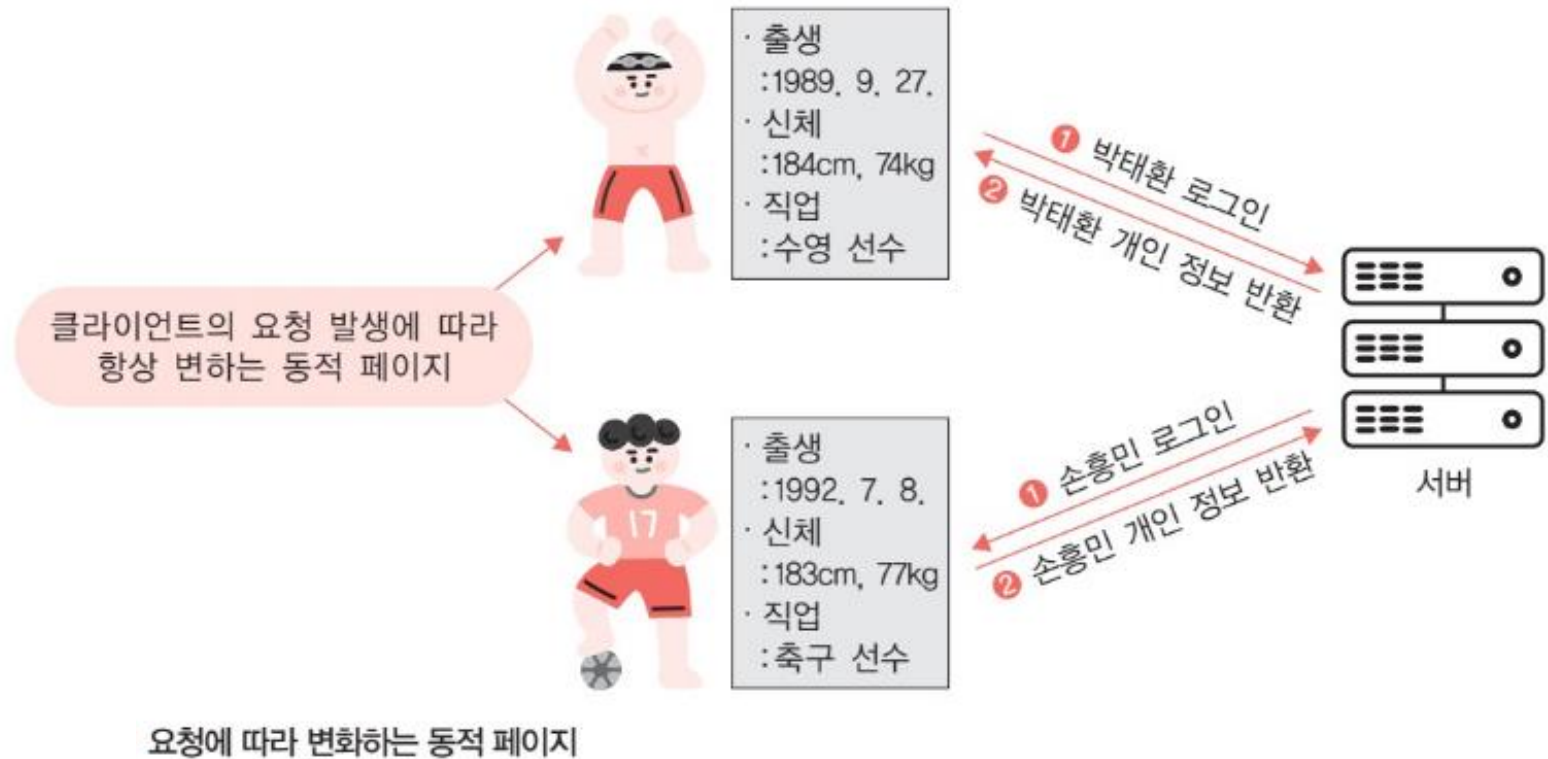 클라이언트의 요청 발생에 따라
항상 변하는 동적 페이지
· 출생
:1989. 9. 27.
· 신체
:184cm, 74kg
· 직업
:수영 선수
❶ 박태환 로그인
❷ 박태환 개인 정보 반환
17
· 출생
:1992. 7. 8.
· 신체
:183cm, 77kg
· 직업
:축구 선수
❶ 손흥민 로그인
❷ 손흥민 개인 정보 반환
서버
요청에 따라 변화하는 동적 페이지